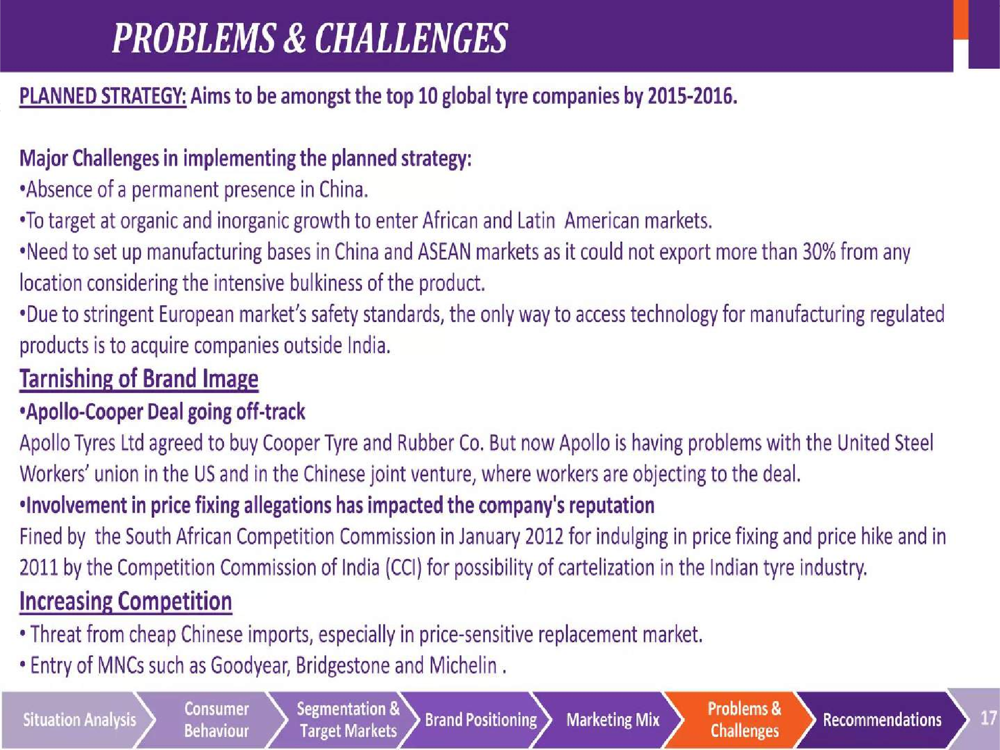 PROBLEMS & CHALLENGES
PLANNED STRATEGY: Aims to be amongst the top 10 global tyre companies by 2015-2016.
Major Challenges in implementing the planned strategy:
•Absence of a permanent presence in China.
•To target at organic and inorganic growth to enter African and Latin American markets.
•Need to set up manufacturing bases in China and ASEAN markets as it could not export more than 30% from any
location considering the intensive bulkiness of the product.
•Due to stringent European market's safety standards, the only way to access technology for manufacturing regulated
products is to acquire companies outside India.
Tarnishing of Brand Image
•Apollo-Cooper Deal going off-track
Apollo Tyres Ltd agreed to buy Cooper Tyre and Rubber Co. But now Apollo is having problems with the United Steel
Workers' union in the US and in the Chinese joint venture, where workers are objecting to the deal.
•Involvement in price fixing allegations has impacted the company's reputation
Fined by the South African Competition Commission in January 2012 for indulging in price fixing and price hike and in
2011 by the Competition Commission of India (CCI) for possibility of cartelization in the Indian tyre industry.
Increasing Competition
• Threat from cheap Chinese imports, especially in price-sensitive replacement market.
• Entry of MNCs such as Goodyear, Bridgestone and Michelin .
Situation Analysis
Consumer
Behaviour
Segmentation &
Target Markets
Brand Positioning
Marketing Mix
Problems &
Challenges
Recommendations
17